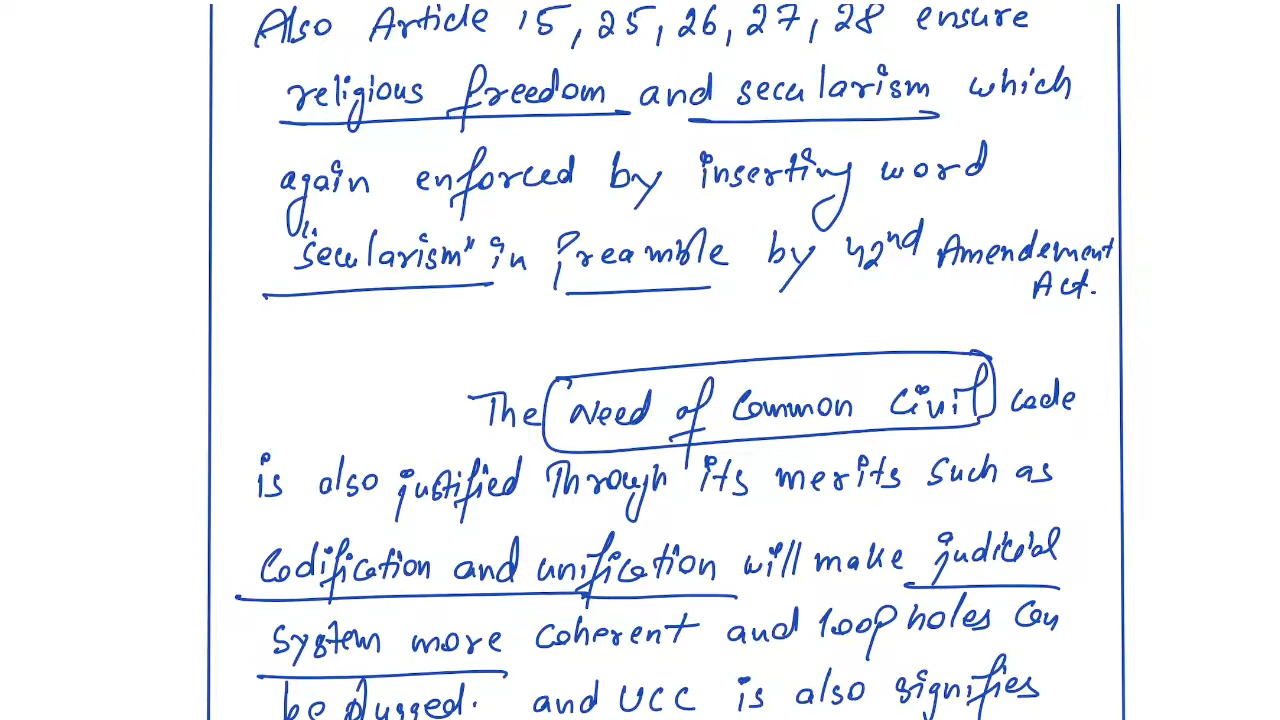 Also Article 15, 25, 26, 27, 28 ensure
religious freedom and secularism which
again enforced by inserting word
"Secularism" in Preamble by 42nd Amendement
Act.
The Need of Common Civil code
is also justified Through its merits such as
Codification and unification will make judicial
system more coherent and loopholes can
be plugged. and UCC is also signifies